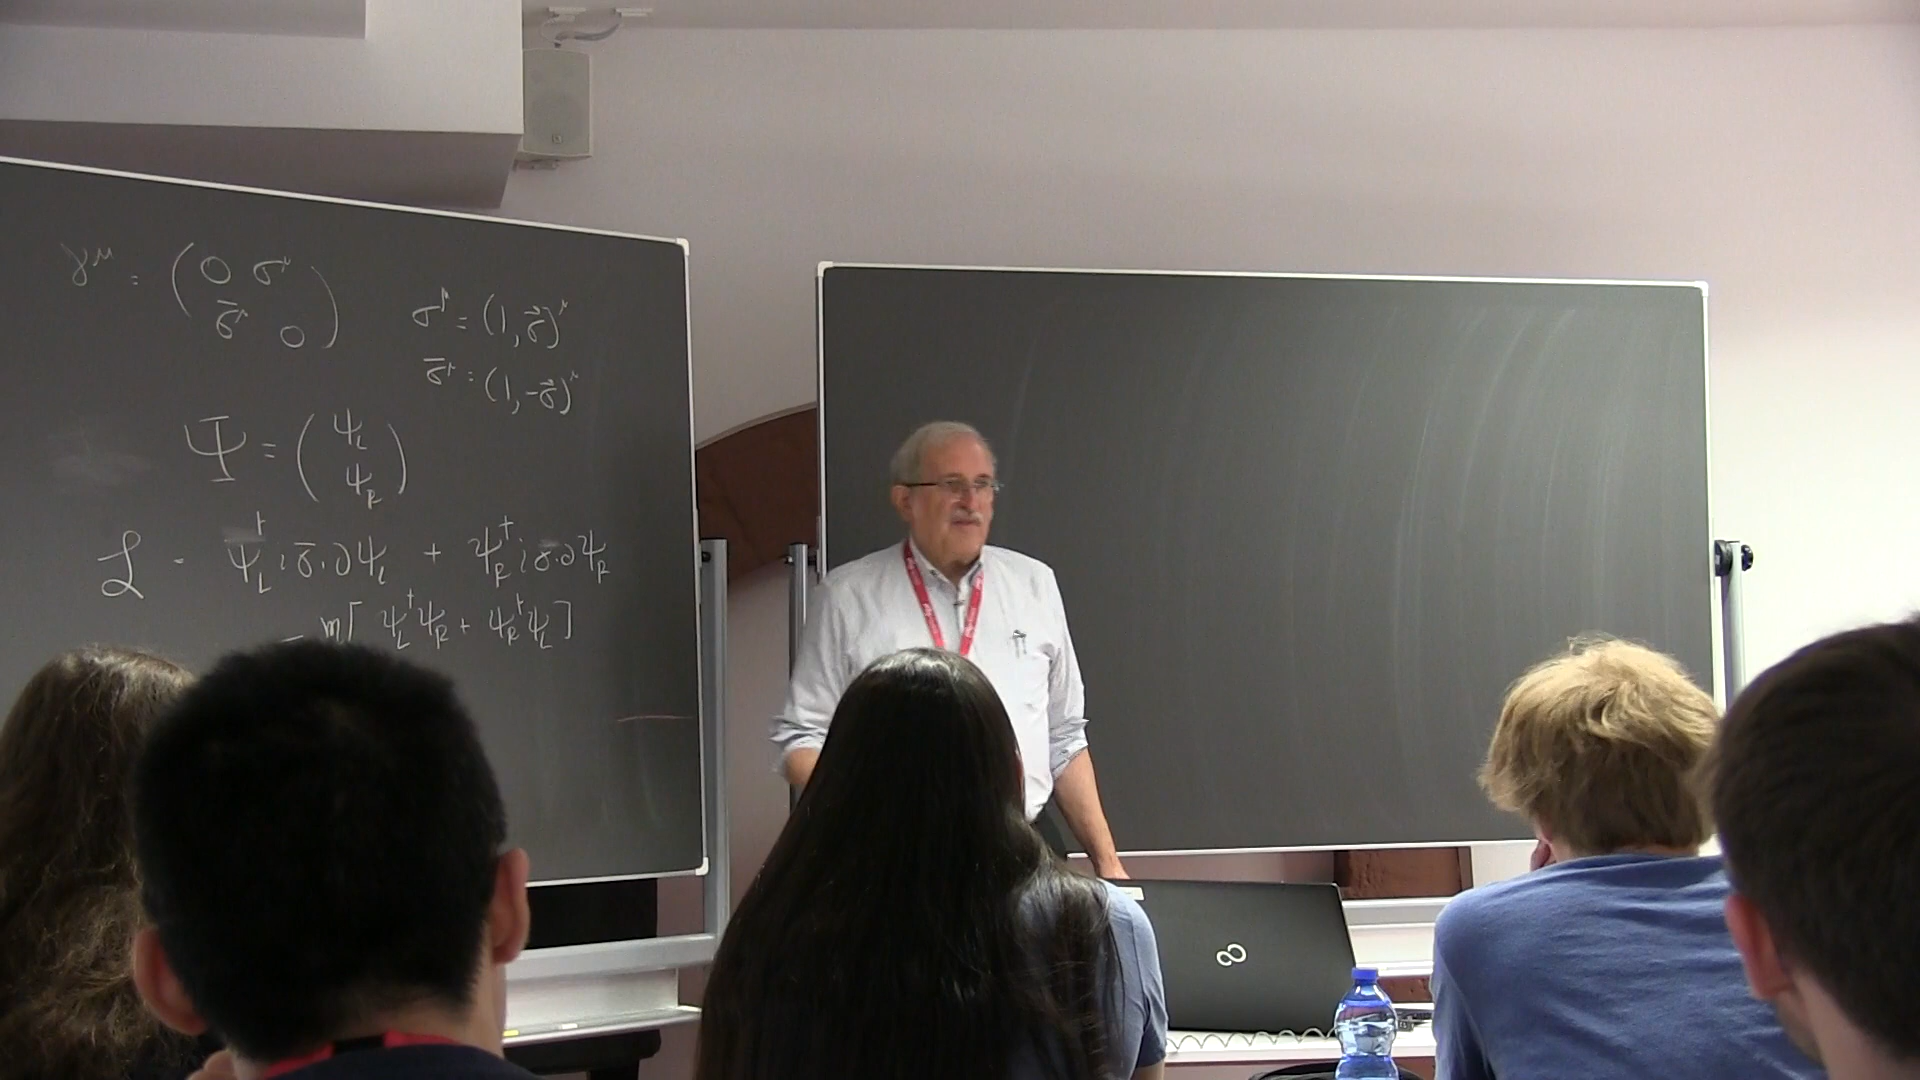 γ^μ = ( 0 σ^μ
σ̄^μ 0 )
σ^μ = (1, σ⃗)^μ
σ̄^μ = (1, -σ⃗)^μ
Ψ = ( ψ_L
ψ_R )
ℒ = ψ_L^† i σ̄·∂ ψ_L + ψ_R^† i σ·∂ ψ_R
− m[ ψ_L^† ψ_R + ψ_R^† ψ_L ]